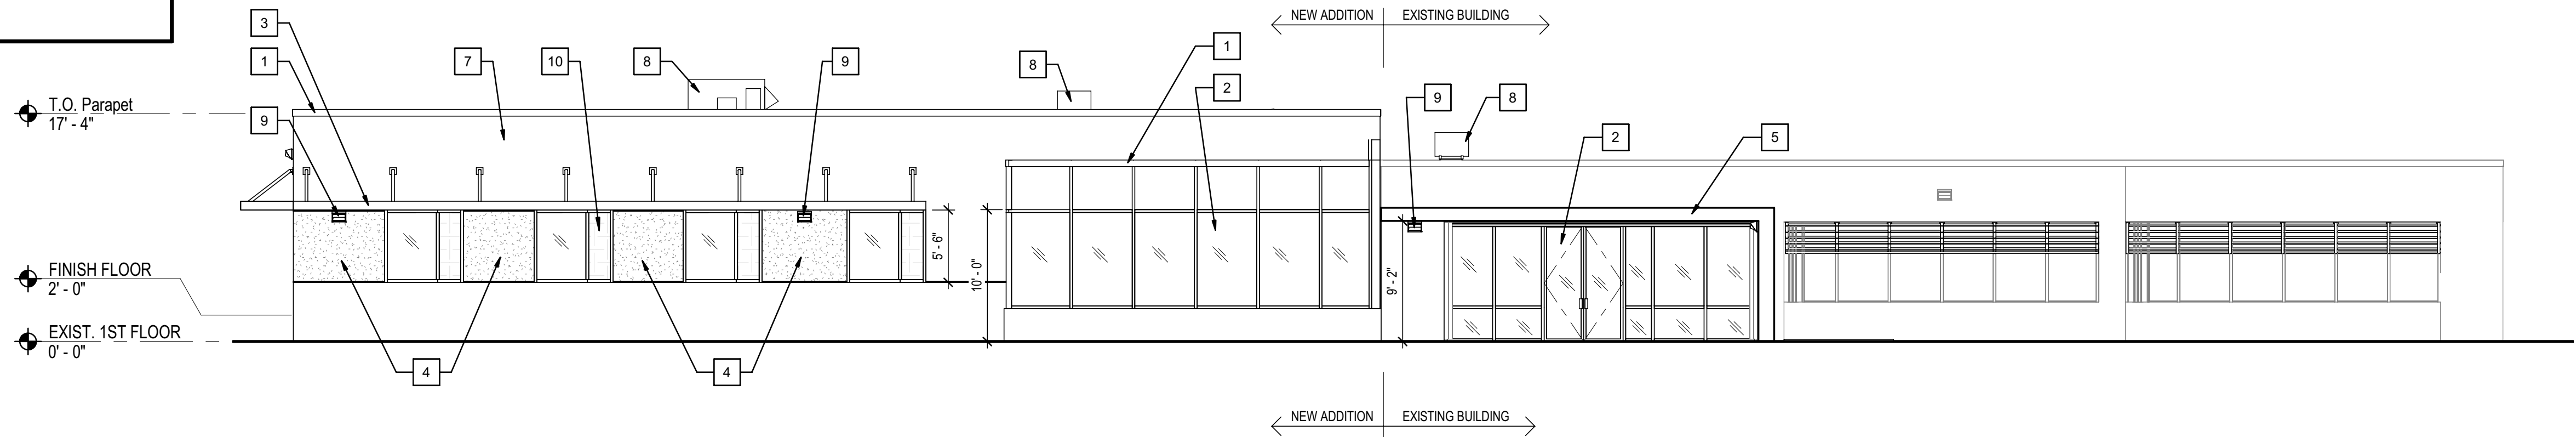 NEW ADDITION EXISTING BUILDING
3
1
7
10
8
9
8
1
2
9
8
2
5
T.O. Parapet
17' - 4"
9
5' - 6"
10' - 0"
9' - 2"
FINISH FLOOR
2' - 0"
EXIST. 1ST FLOOR
0' - 0"
4
4
NEW ADDITION EXISTING BUILDING